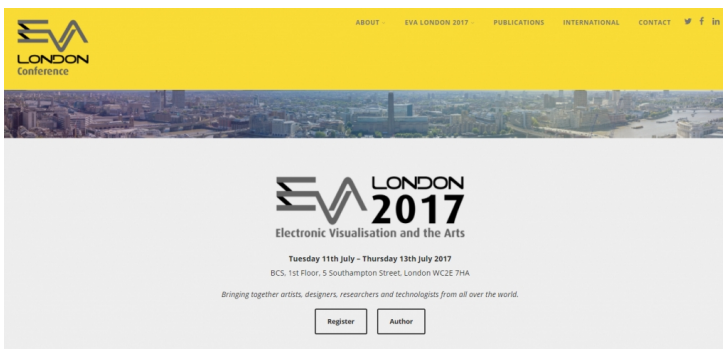 EVA
LONDON
Conference
ABOUT
EVA LONDON 2017
PUBLICATIONS
INTERNATIONAL
CONTACT
EVA LONDON
2017
Electronic Visualisation and the Arts
Tuesday 11th July – Thursday 13th July 2017
BCS, 1st Floor, 5 Southampton Street, London WC2E 7HA
Bringing together artists, designers, researchers and technologists from all over the world.
Register
Author